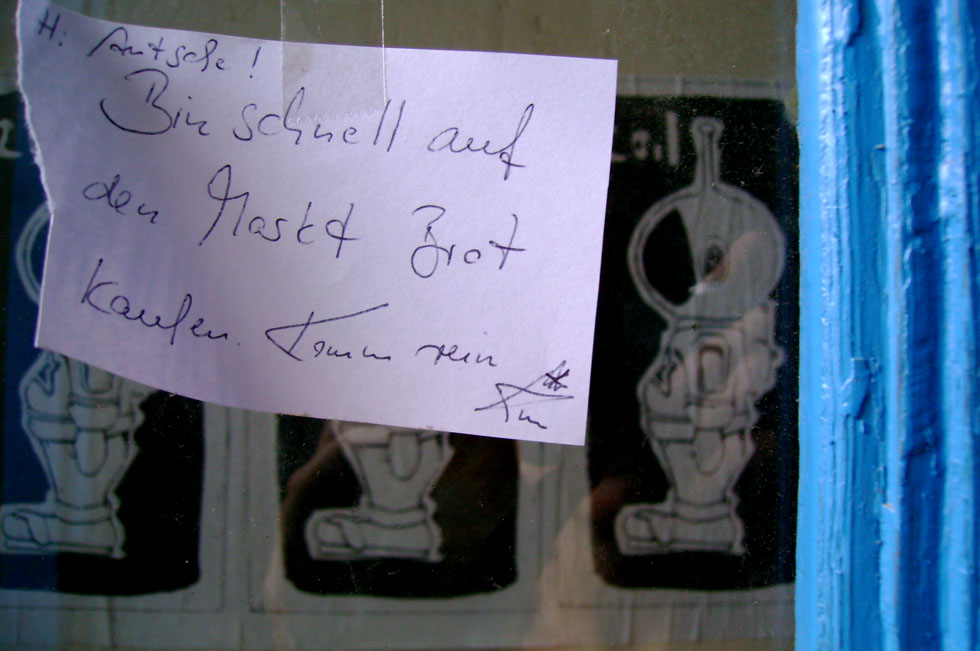 Hi Antsche!
Bin schnell auf
den Markt Brot
kaufen. Komm rein